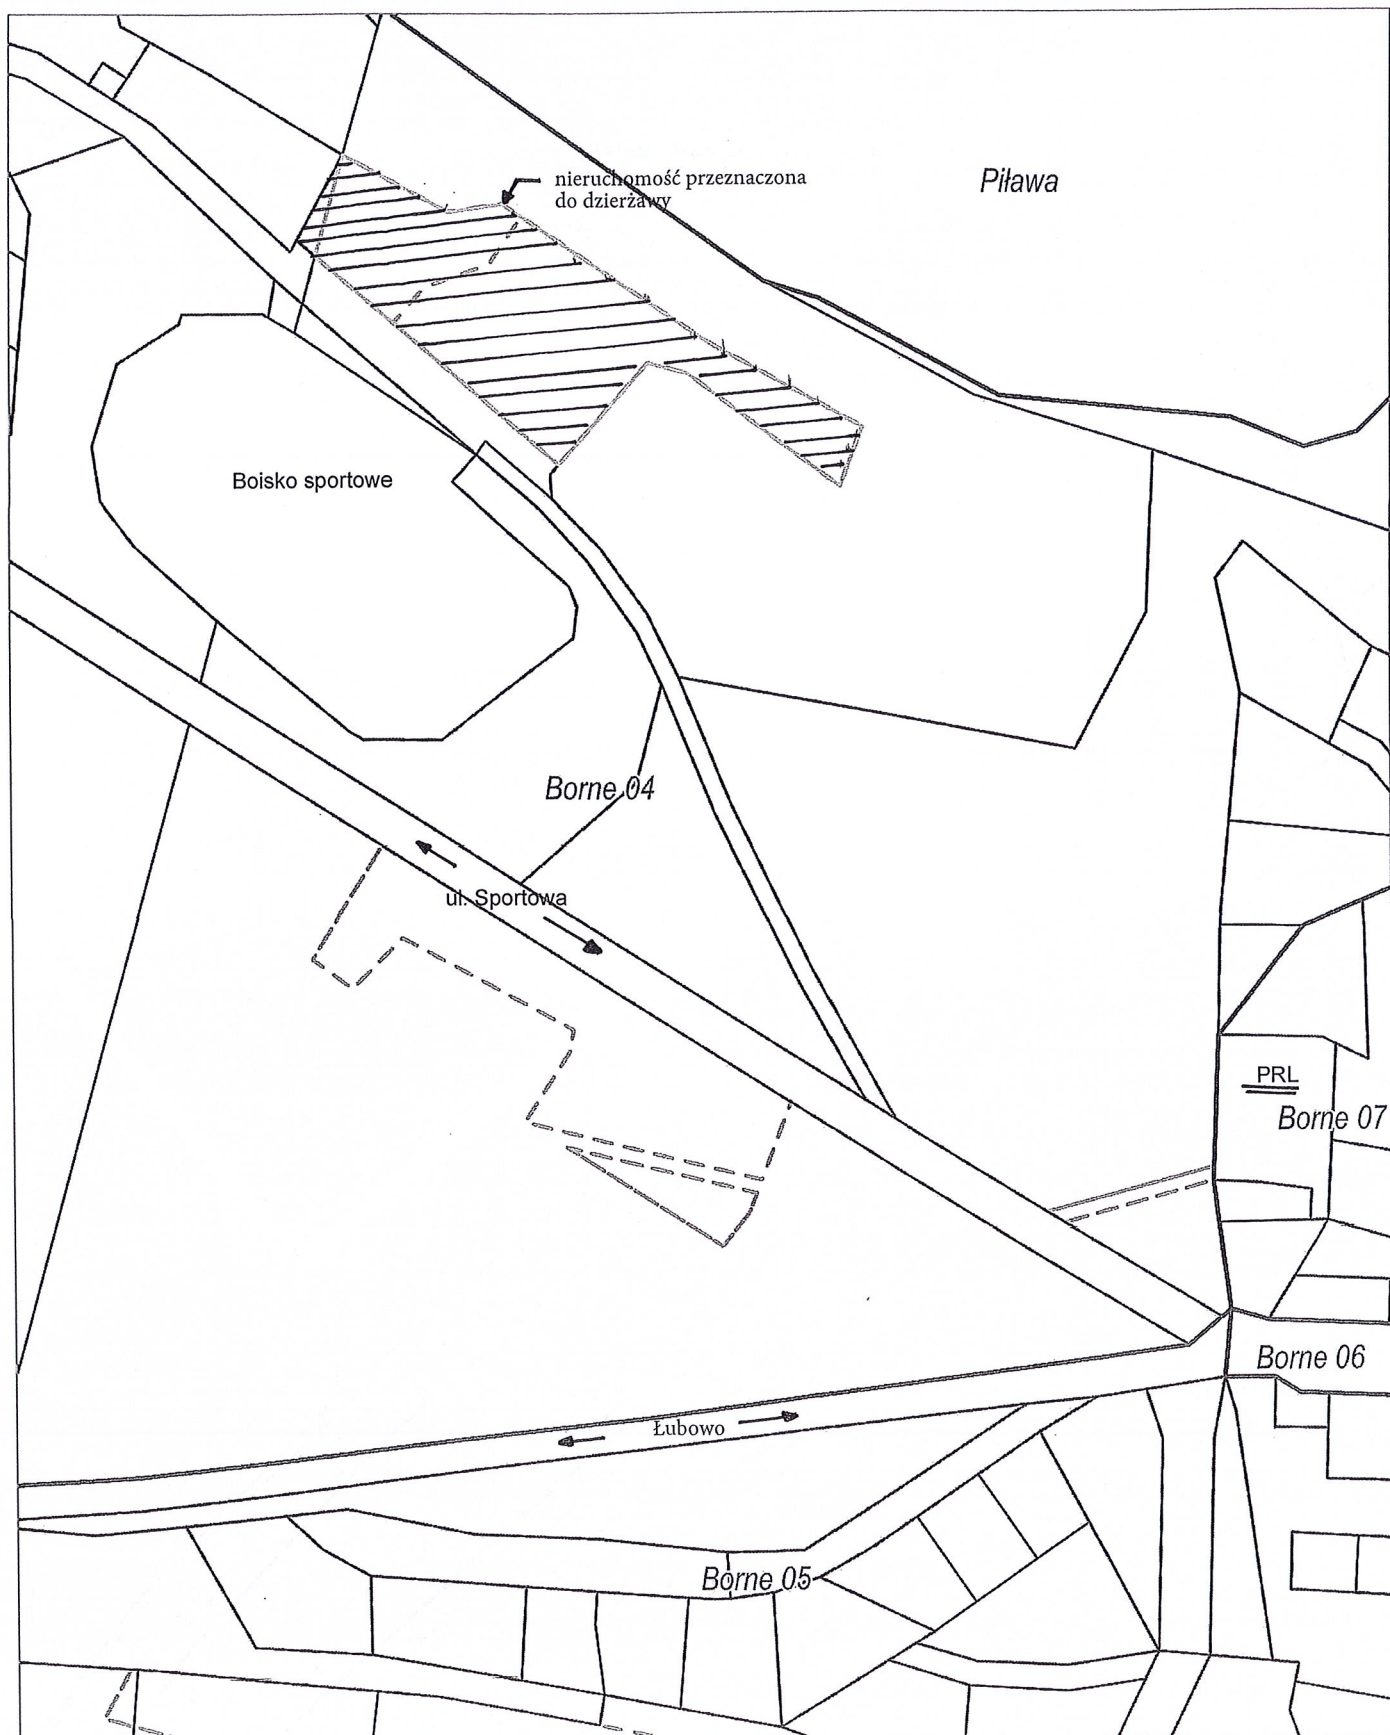 nieruchomość przeznaczona
do dzierżawy
Piława
Boisko sportowe
Borne 04
ul. Sportowa
PRL
Borne 07
Borne 06
Łubowo
Borne 05